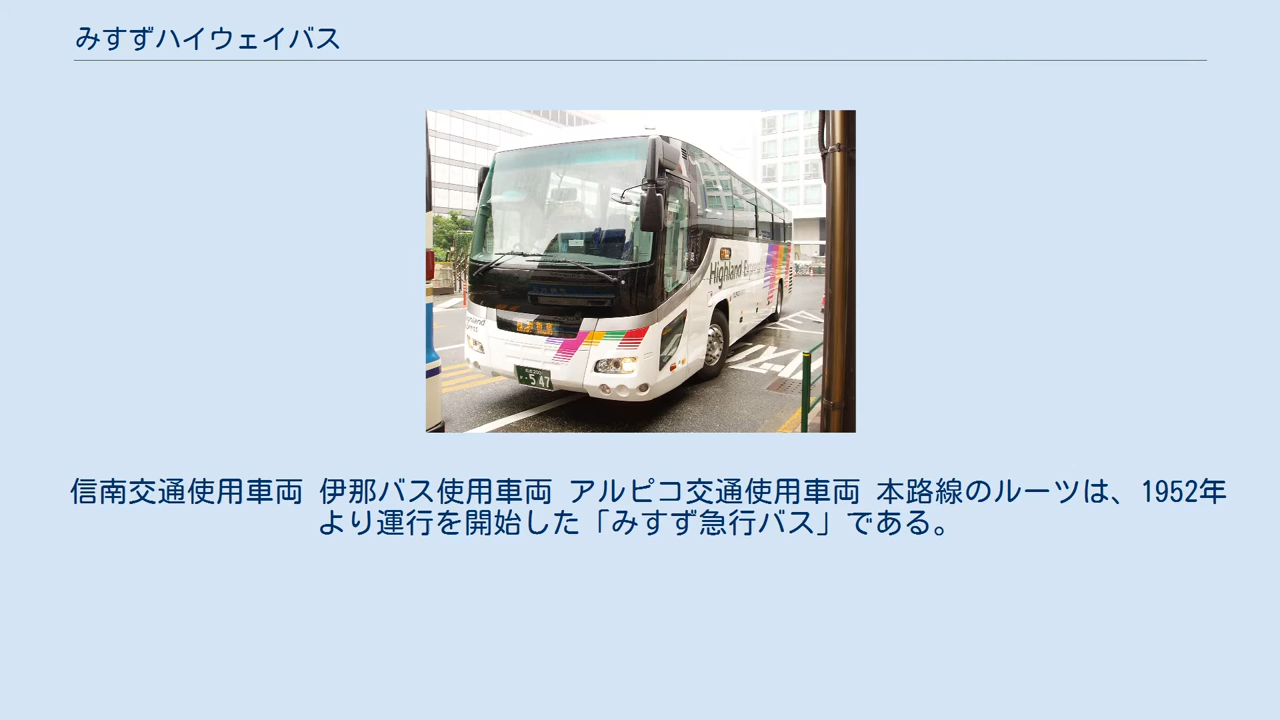 みすずハイウェイバス
Highland Express
547
信南交通使用車両 伊那バス使用車両 アルピコ交通使用車両 本路線のルーツは、1952年
より運行を開始した「みすず急行バス」である。